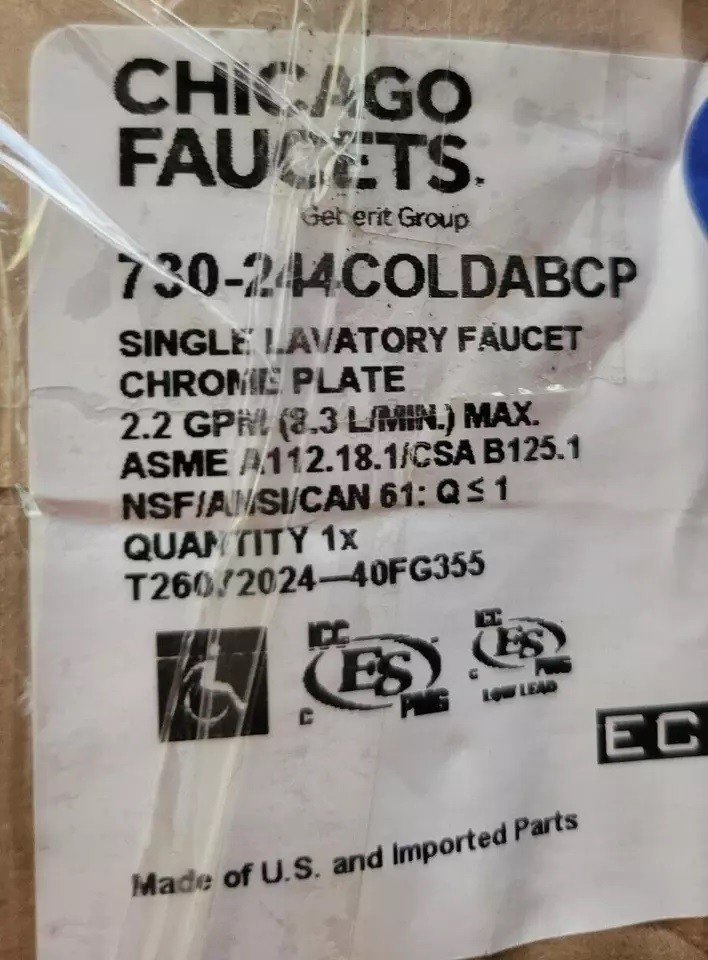 CHICAGO
FAUCETS.
Geberit Group
730-244COLDABCP
SINGLE LAVATORY FAUCET
CHROME PLATE
2.2 GPM (8.3 L/MIN.) MAX.
ASME A112.18.1/CSA B125.1
NSF/ANSI/CAN 61: Q ≤ 1
QUANTITY 1x
T260/2024—40FG355
ICC
ES
C
PMG
ICC
ES
C
PMG
LOW LEAD
EC
Made of U.S. and Imported Parts